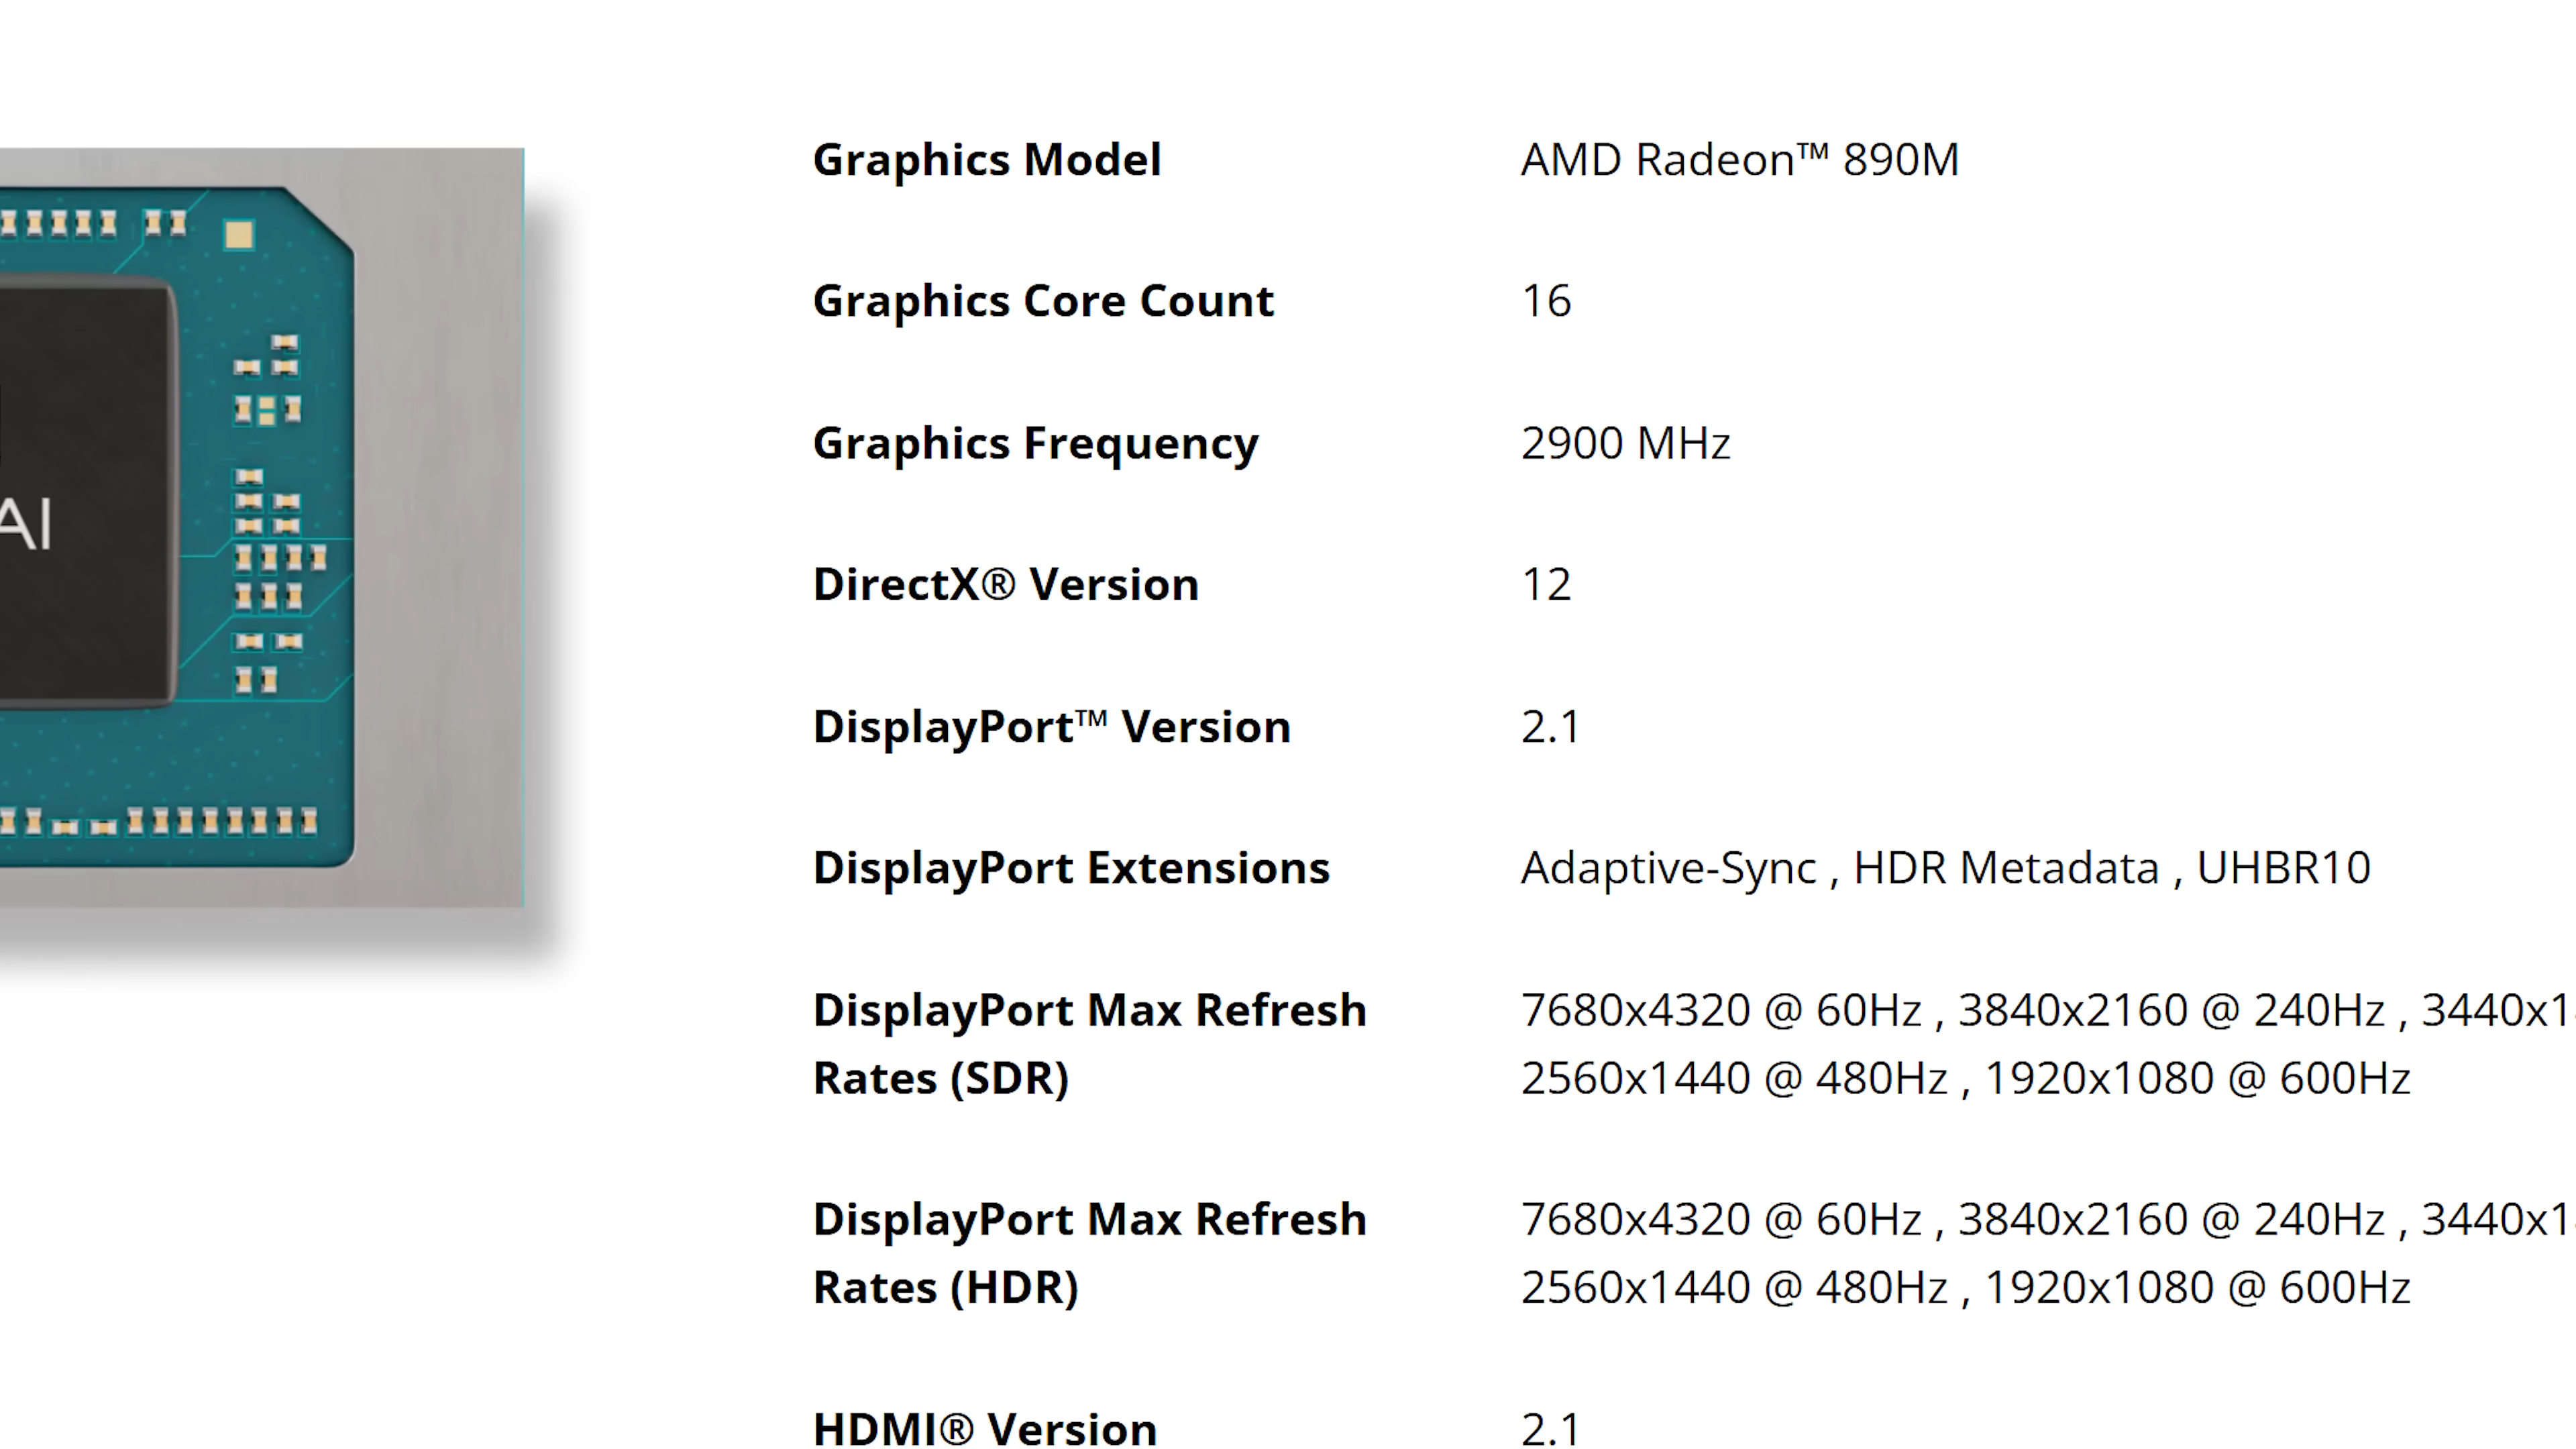 AI
Graphics Model AMD Radeon™ 890M
Graphics Core Count 16
Graphics Frequency 2900 MHz
DirectX® Version 12
DisplayPort™ Version 2.1
DisplayPort Extensions Adaptive-Sync , HDR Metadata , UHBR10
DisplayPort Max Refresh 7680x4320 @ 60Hz , 3840x2160 @ 240Hz ,
Rates (SDR) 2560x1440 @ 480Hz , 1920x1080 @ 600Hz
DisplayPort Max Refresh 7680x4320 @ 60Hz , 3840x2160 @ 240Hz ,
Rates (HDR) 2560x1440 @ 480Hz , 1920x1080 @ 600Hz
HDMI® Version 2.1